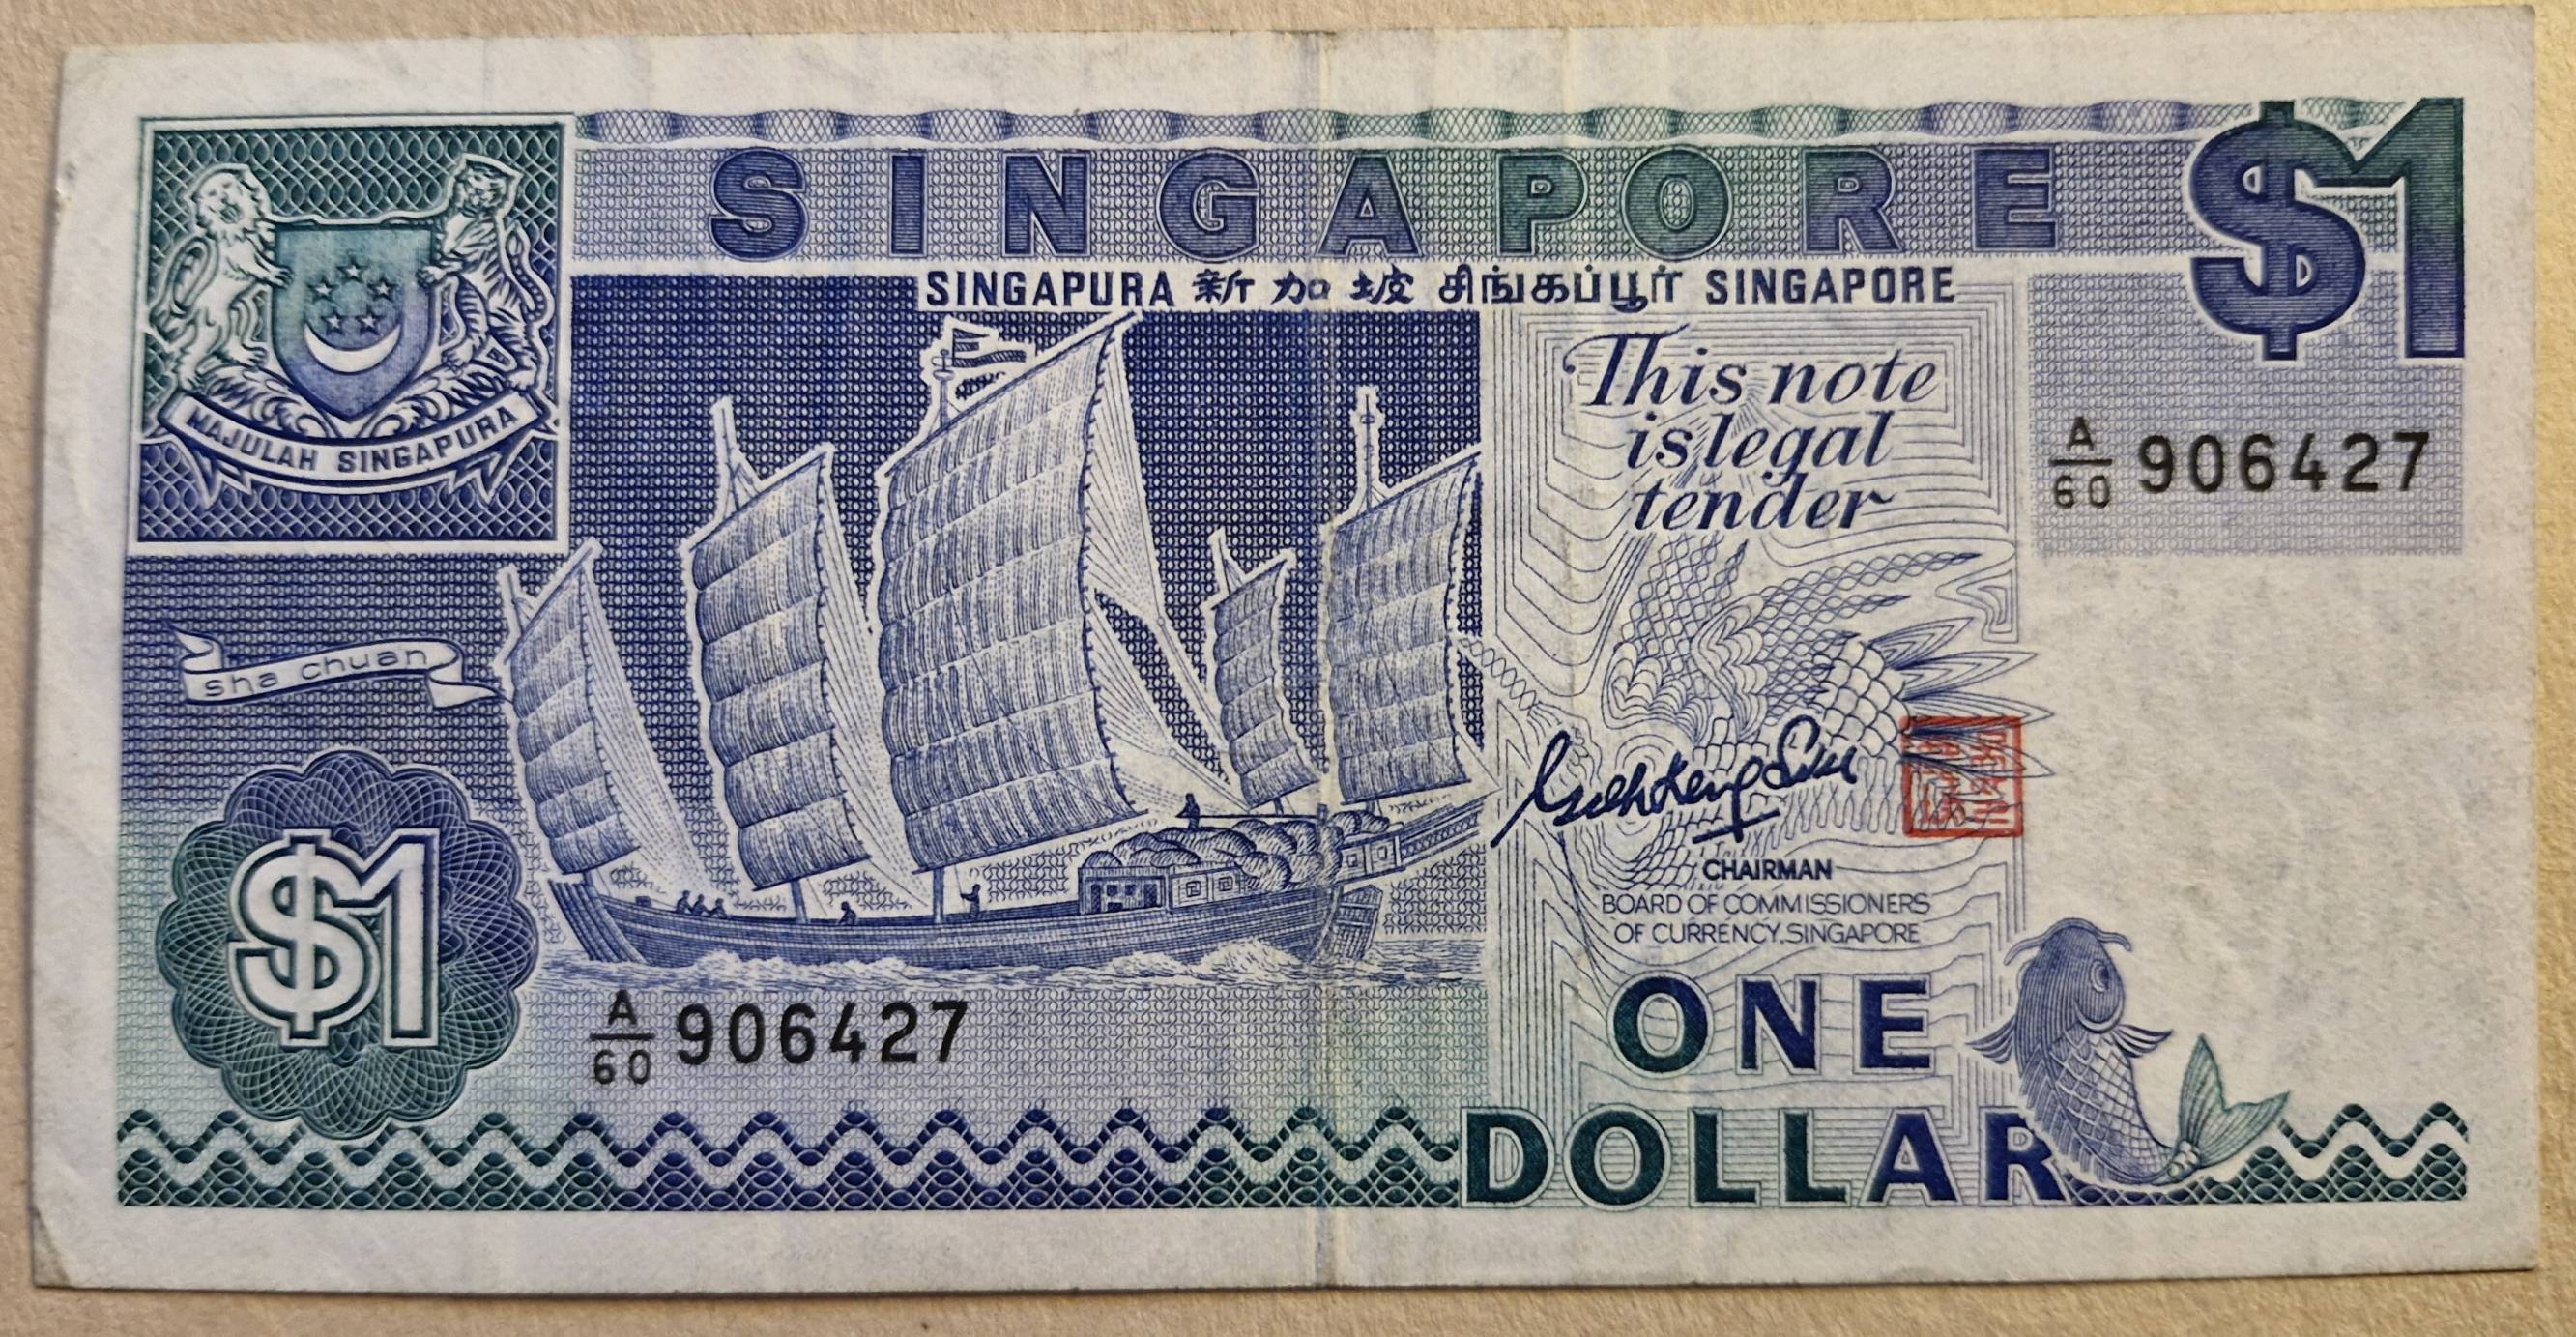 SINGAPORE
$1
SINGAPURA 新加坡 சிங்கப்பூர் SINGAPORE
MAJULAH SINGAPURA
This note
is legal
tender
A/60 906427
sha chuan
CHAIRMAN
BOARD OF COMMISSIONERS
OF CURRENCY, SINGAPORE
$1
A/60 906427
ONE
DOLLAR